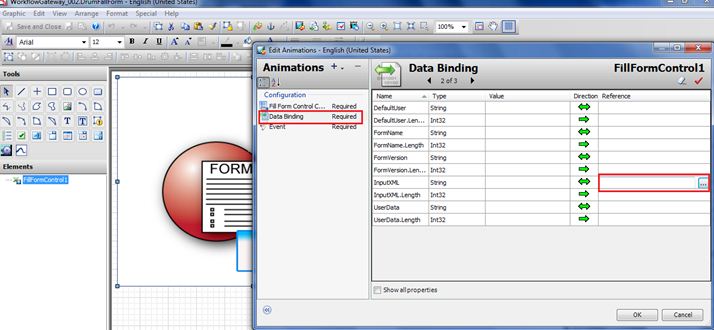 WorkflowGateway_002.DrumFallForm - English (United States)
Graphic Edit Insert View Format Arrange Special Help
Save and Close
100%
Arial 12 B I U
Tools
Elements
FillFormControl1
FORM
Edit Animations - English (United States)
Animations
Configuration
Fill Form Control C... Required
Data Binding Required
Event Required
Data Binding
2 of 3
FillFormControl1
Name Type Value Direction Reference
DefaultUser String
DefaultUser.Len... Int32
FormName String
FormName.Length Int32
FormVersion String
FormVersion.Len... Int32
InputXML String ...
InputXML.Length Int32
UserData String
UserData.Length Int32
Show all properties
OK Cancel